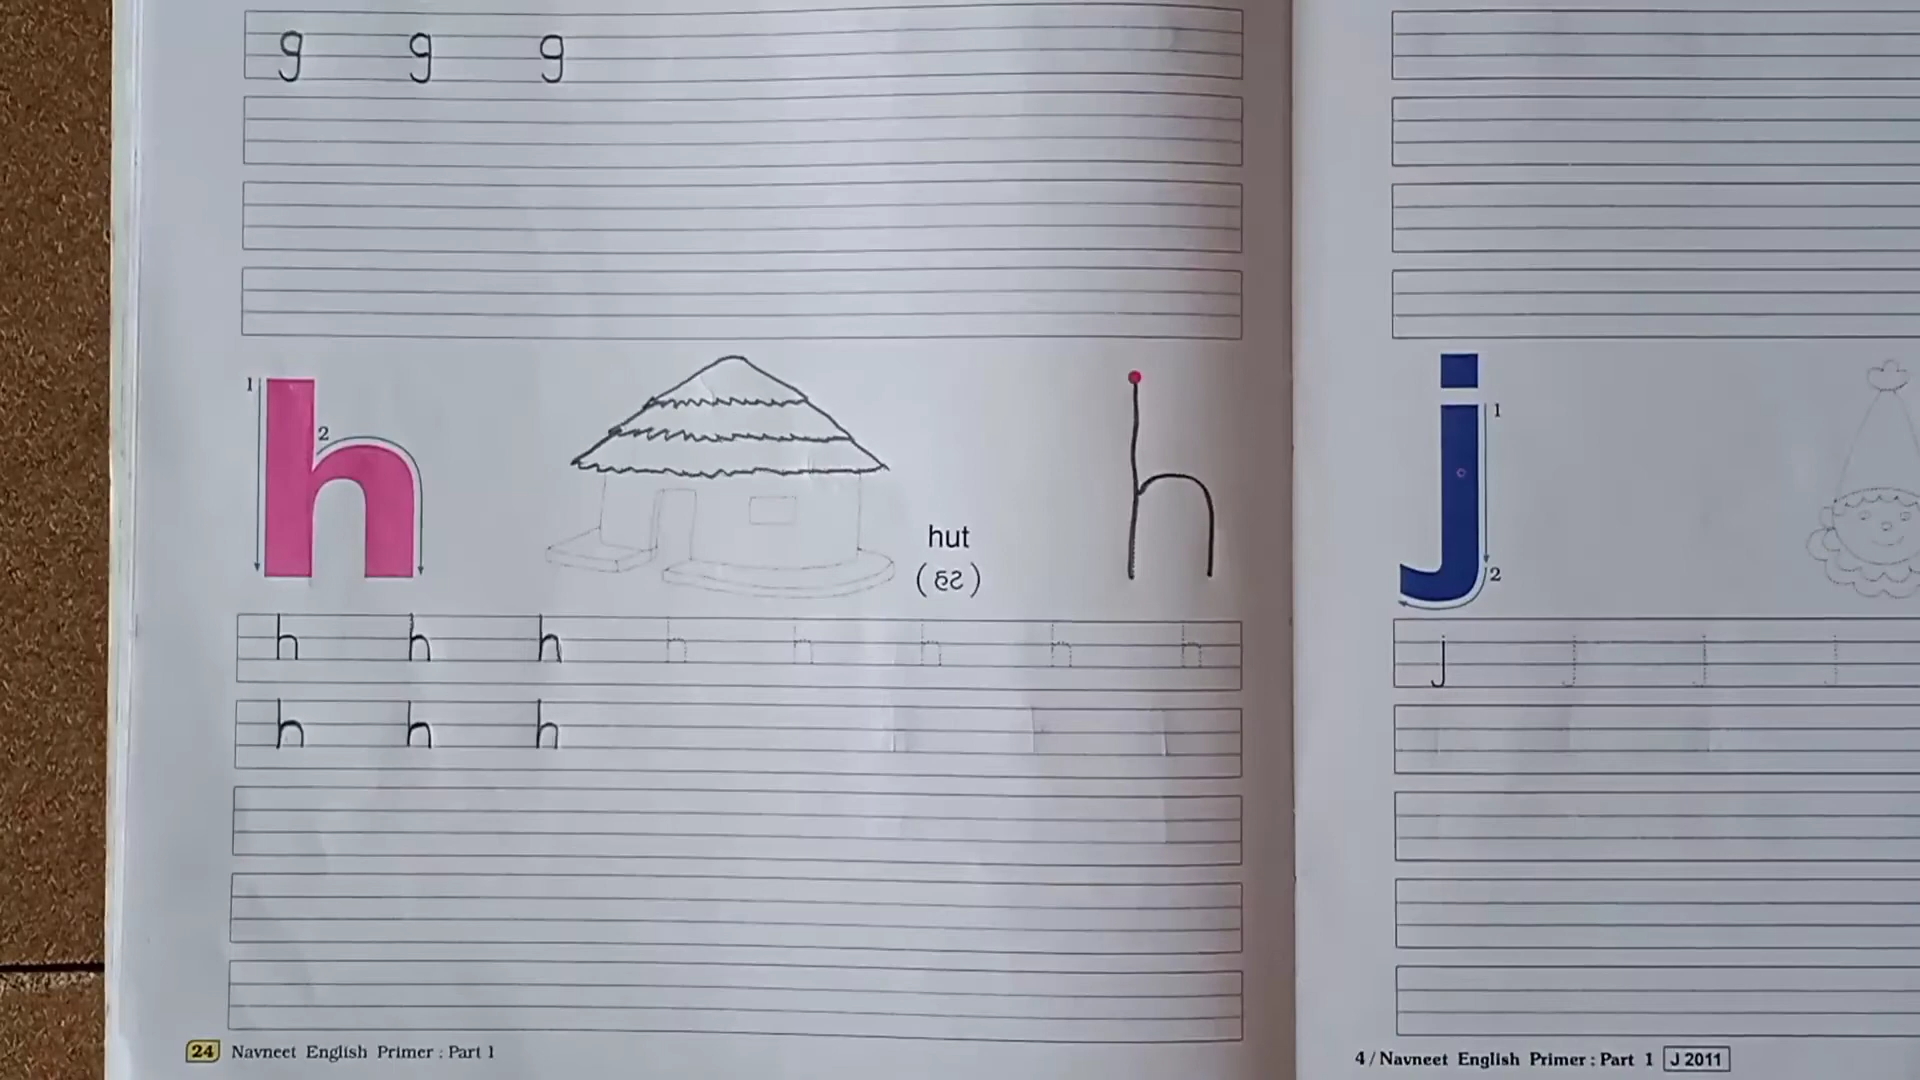 g g g
1 h 2
hut
(હટ)
h
h h h h h h h h
h h h
24 Navneet English Primer : Part 1
j 1 2
j j j j
4 / Navneet English Primer : Part 1 J 2011